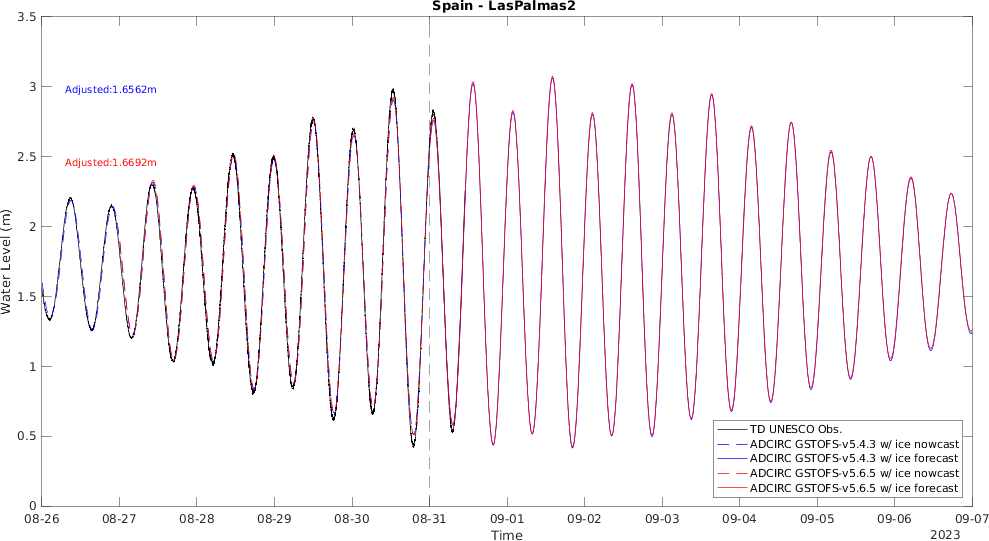 Spain - LasPalmas2
3.5
3
2.5
2
1.5
1
0.5
0
Water Level (m)
Adjusted:1.6562m
Adjusted:1.6692m
TD UNESCO Obs.
ADCIRC GSTOFS-v5.4.3 w/ ice nowcast
ADCIRC GSTOFS-v5.4.3 w/ ice forecast
ADCIRC GSTOFS-v5.6.5 w/ ice nowcast
ADCIRC GSTOFS-v5.6.5 w/ ice forecast
08-26 08-27 08-28 08-29 08-30 08-31 09-01 09-02 09-03 09-04 09-05 09-06 09-07
Time
2023